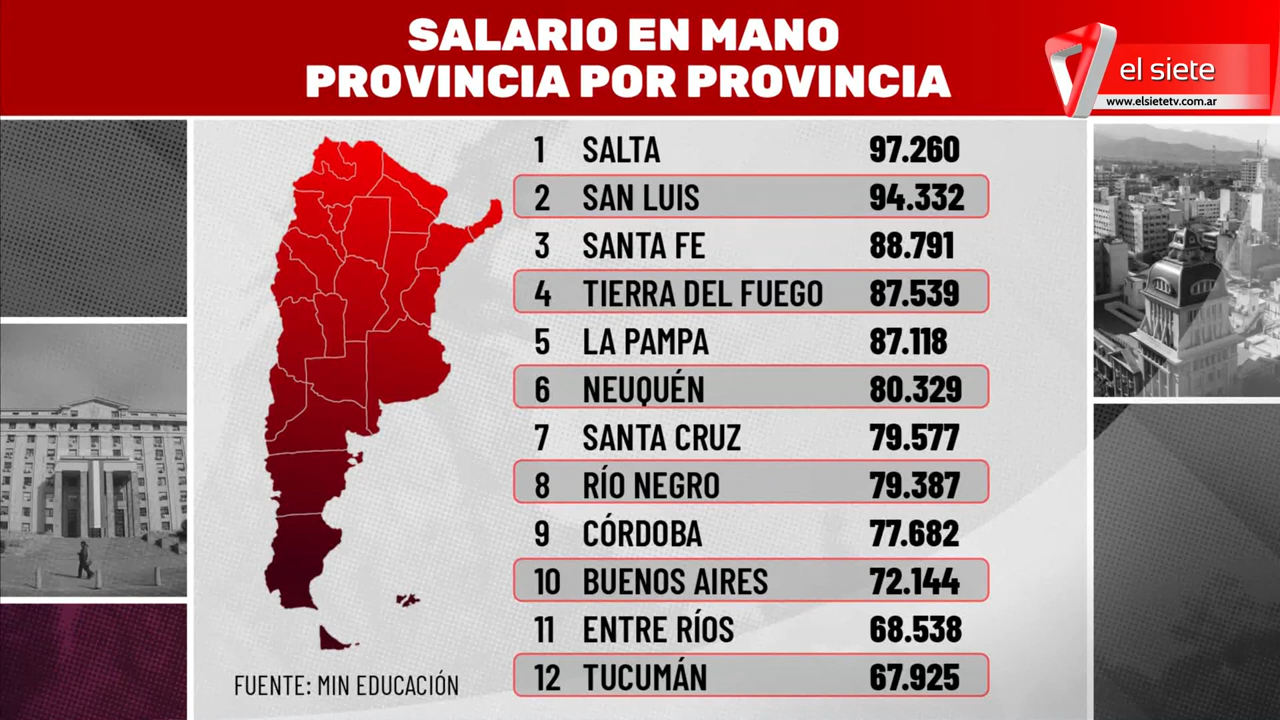 SALARIO EN MANO
PROVINCIA POR PROVINCIA
el siete
www.elsietetv.com.ar
1 SALTA 97.260
2 SAN LUIS 94.332
3 SANTA FE 88.791
4 TIERRA DEL FUEGO 87.539
5 LA PAMPA 87.118
6 NEUQUÉN 80.329
7 SANTA CRUZ 79.577
8 RÍO NEGRO 79.387
9 CÓRDOBA 77.682
10 BUENOS AIRES 72.144
11 ENTRE RÍOS 68.538
12 TUCUMÁN 67.925
FUENTE: MIN EDUCACIÓN